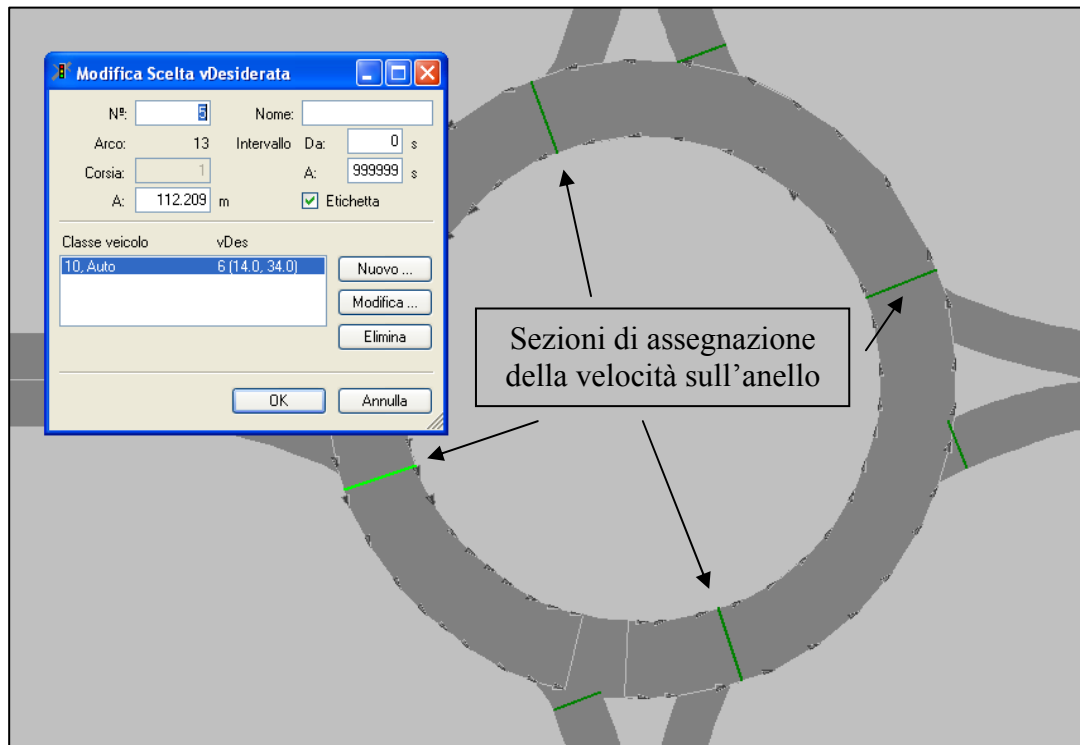 Modifica Scelta vDesiderata
Nº: 5 Nome:
Arco: 13 Intervallo Da: 0 s
Corsia: 1 A: 999999 s
A: 112.209 m Etichetta
Classe veicolo vDes
10, Auto 6 (14.0, 34.0)
Nuovo ...
Modifica ...
Elimina
OK Annulla
Sezioni di assegnazione
della velocità sull’anello